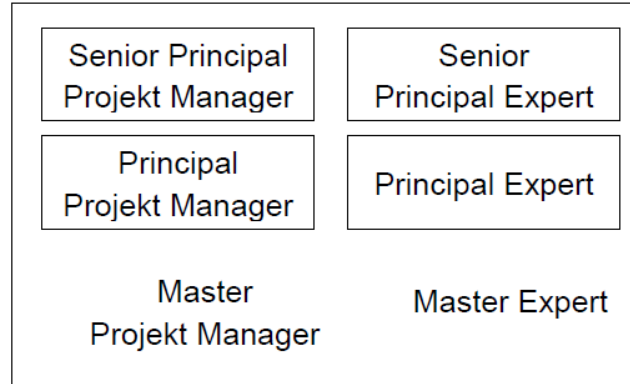 Senior Principal
Projekt Manager
Senior
Principal Expert
Principal
Projekt Manager
Principal Expert
Master
Projekt Manager
Master Expert